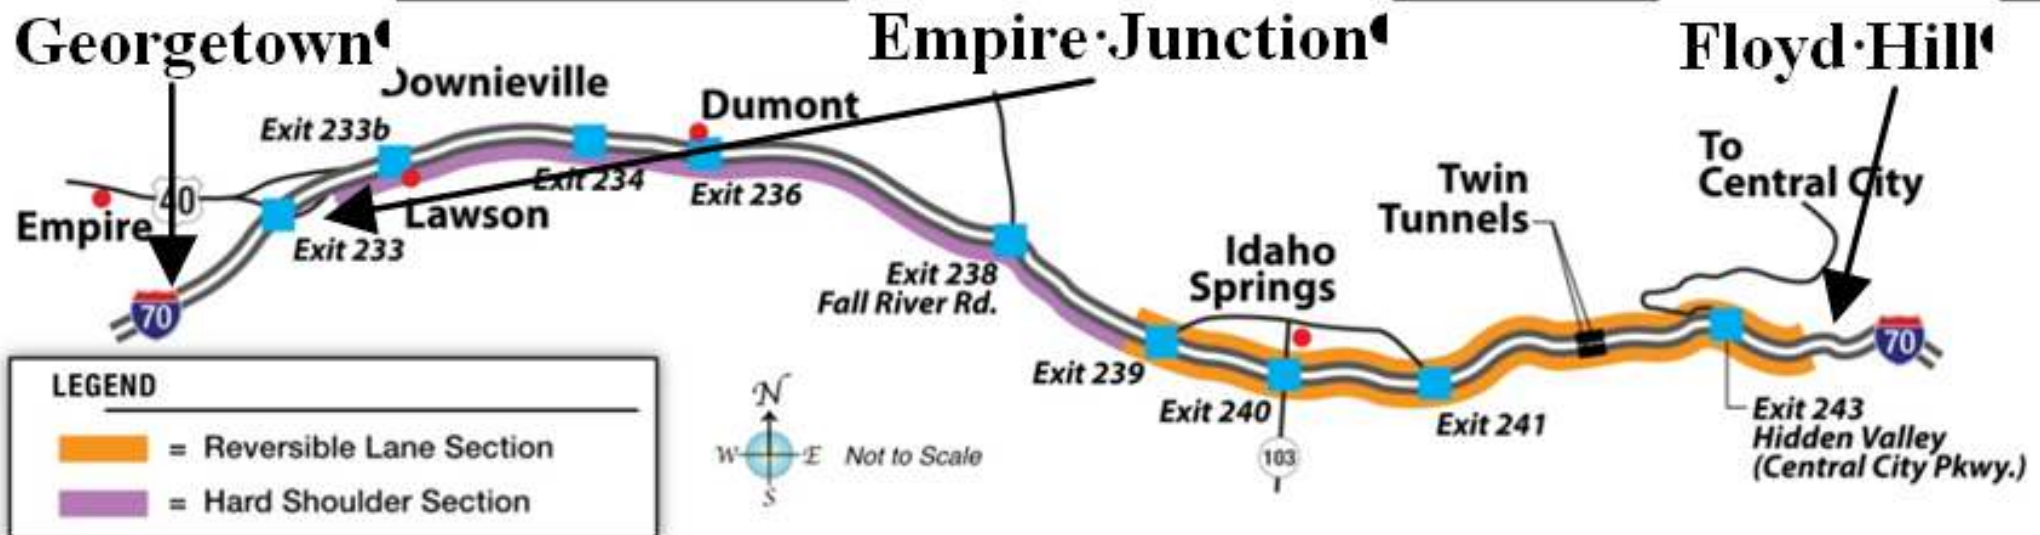 Georgetown
Empire·Junction¶
Floyd·Hill
Downieville
Dumont
Exit 233b
To
Central City
Twin
Tunnels
40
Exit 234
Exit 236
Empire
Lawson
Exit 233
Idaho
Springs
Exit 238
Fall River Rd.
70
70
Exit 239
Exit 240
Exit 241
Exit 243
Hidden Valley
(Central City Pkwy.)
103
LEGEND
= Reversible Lane Section
= Hard Shoulder Section
N
W E Not to Scale
S